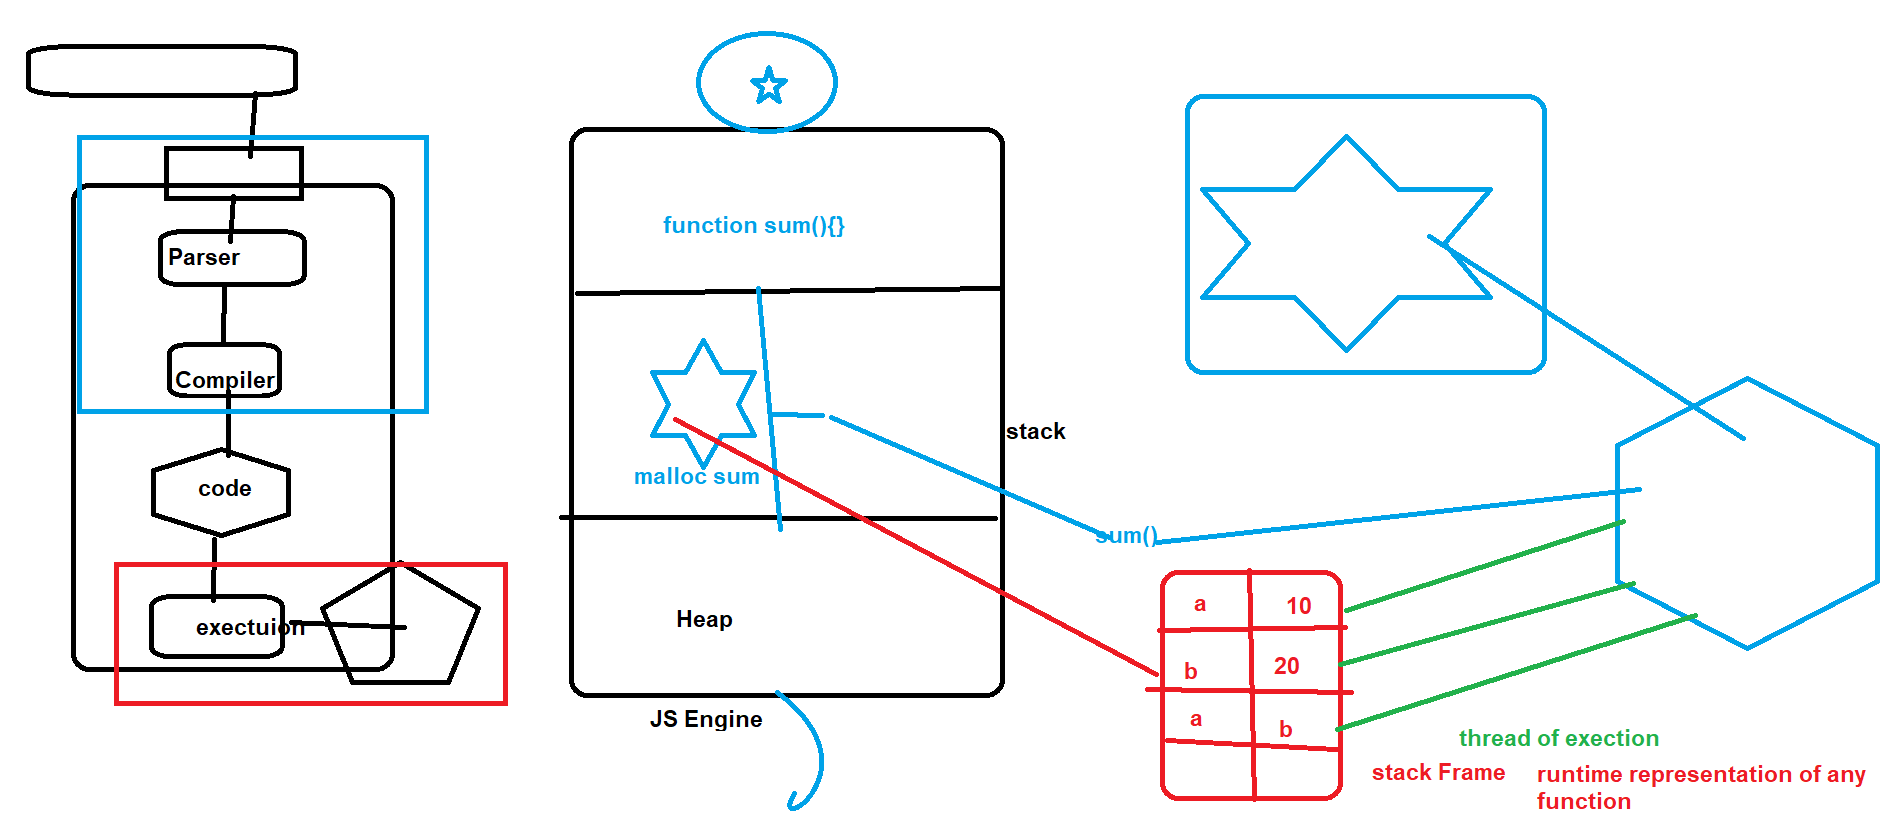 Parser
Compiler
code
exectuion
function sum(){}
malloc sum
stack
Heap
JS Engine
sum()
a 10
b 20
a b
thread of exection
stack Frame
runtime representation of any
function